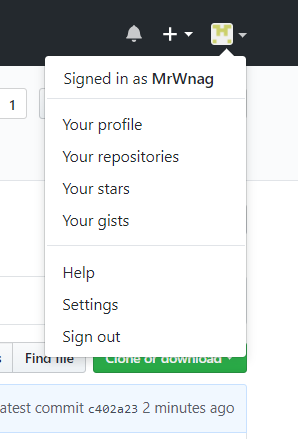 1
Signed in as MrWnag
Your profile
Your repositories
Your stars
Your gists
Help
Settings
Sign out
Find file
Clone or download
atest commit c402a23 2 minutes ago